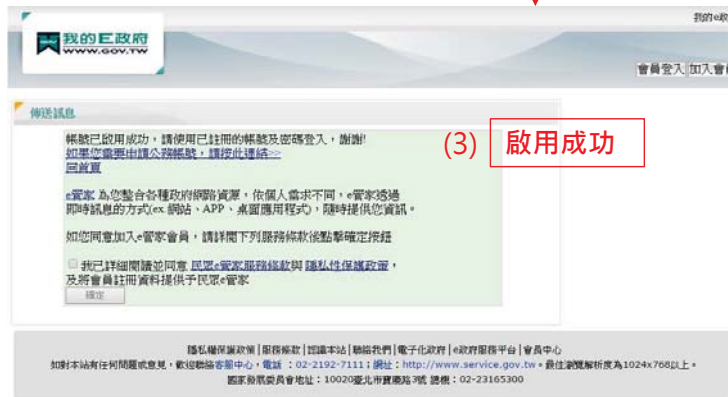 我的e政
我的E政府
WWW.GOV.TW
會員登入 加入會
傳送訊息
帳號已啟用成功，請使用已註冊的帳號及密碼登入，謝謝!
如果您需要申請公務帳號，請按此連結>>
回首頁
(3) 啟用成功
e管家 為您整合各種政府網路資源，依個人需求不同，e管家透過
即時訊息的方式(ex.網站、APP、桌面應用程式)，隨時提供您資訊。
如您同意加入e管家會員，請詳閱下列服務條款後點擊確定按鈕
我已詳細閱讀並同意 民眾e管家服務條款與 隱私性保護政策，
及將會員註冊資料提供予民眾e管家
確定
隱私權保護政策|服務條款|認識本站|聯絡我們|電子化政府|e政府服務平台|會員中心
如對本站有任何問題或意見，歡迎聯絡客服中心，電話：02-2192-7111；網址：http://www.service.gov.tw。最佳瀏覽解析度為1024x768以上。
國家發展委員會地址：10020臺北市寶慶路3號 總機：02-23165300